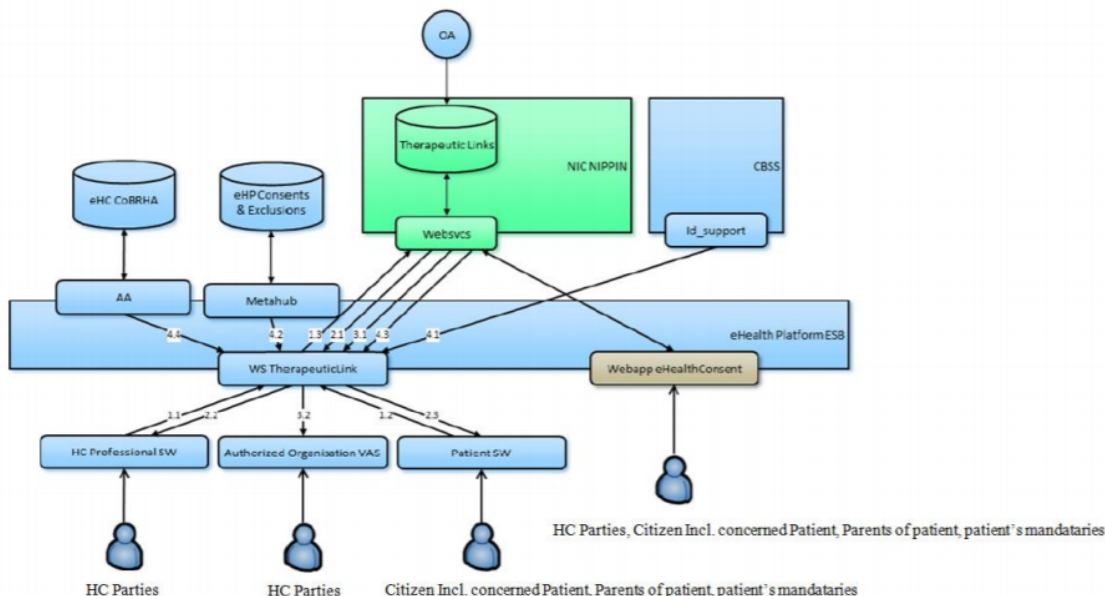 OA
Therapeutic Links
NIC NIPPIN
CBSS
eHC CoBRHA
eHP Consents
& Exclusions
Websvcs
Id_support
AA
Metahub
4.4
4.2
1.3
2.1
3.1
4.3
4.1
eHealth Platform ESB
WS TherapeuticLink
Webapp eHealthConsent
1.1
2.2
3.2
1.2
2.3
HC Professional SW
Authorized Organisation VAS
Patient SW
HC Parties, Citizen Incl. concerned Patient, Parents of patient, patient's mandataries
HC Parties
HC Parties
Citizen Incl. concerned Patient, Parents of patient, patient's mandataries